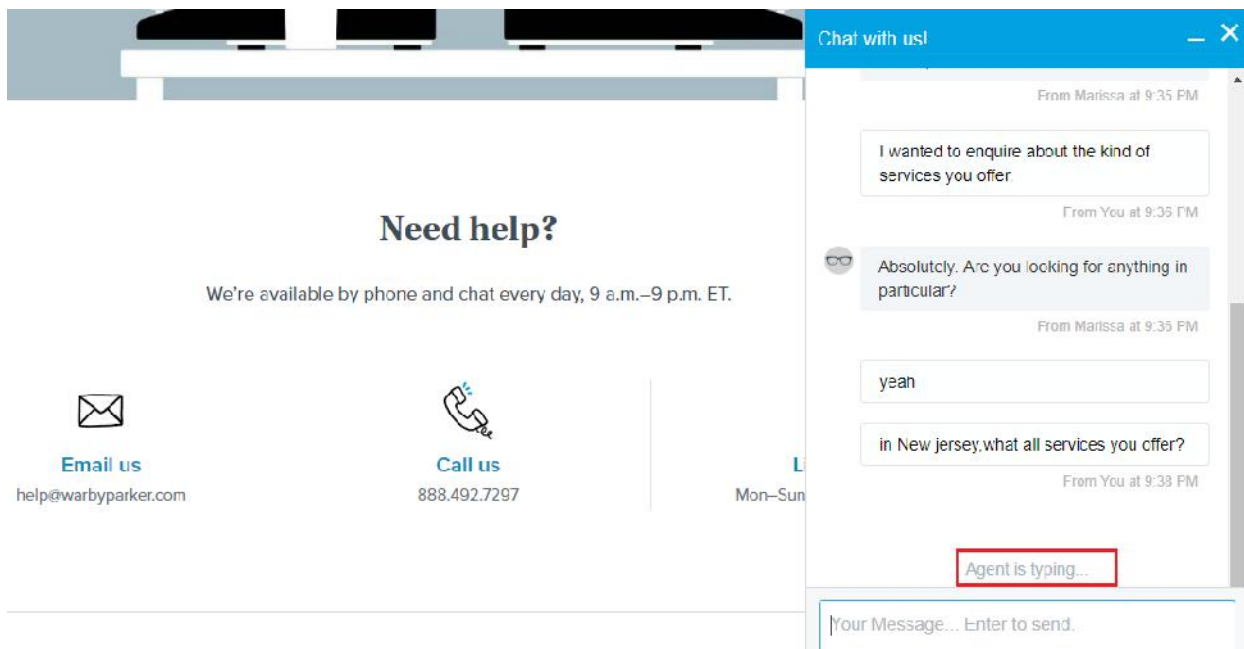 Need help?
We're available by phone and chat every day, 9 a.m.–9 p.m. ET.
Email us
help@warbyparker.com
Call us
888.492.7297
Mon–Sun
Chat with us!
From Marissa at 9:35 PM
I wanted to enquire about the kind of
services you offer
From You at 9:35 PM
Absolutely. Are you looking for anything in
particular?
From Marissa at 9:35 PM
yeah
in New jersey,what all services you offer?
From You at 9:38 PM
Agent is typing...
Your Message... Enter to send.